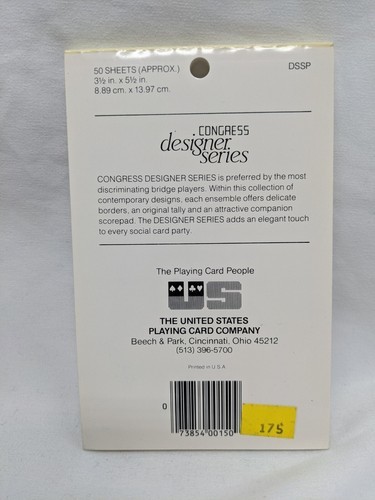 50 SHEETS (APPROX.)
DSSP
3½ in. x 5½ in.
8.89 cm. x 13.97 cm.
CONGRESS
designer
series
CONGRESS DESIGNER SERIES is preferred by the most
discriminating bridge players. Within this collection of
contemporary designs, each ensemble offers delicate
borders, an original tally and an attractive companion
scorepad. The DESIGNER SERIES adds an elegant touch
to every social card party.
The Playing Card People
US
THE UNITED STATES
PLAYING CARD COMPANY
Beech & Park, Cincinnati, Ohio 45212
(513) 396-5700
Printed in U.S.A.
0
73854 00150
175